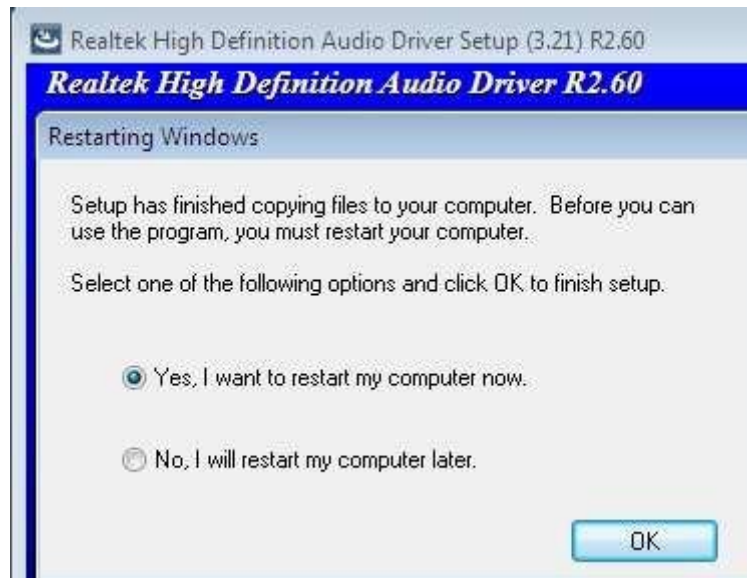 Realtek High Definition Audio Driver Setup (3.21) R2.60
Realtek High Definition Audio Driver R2.60
Restarting Windows
Setup has finished copying files to your computer.  Before you can
use the program, you must restart your computer.
Select one of the following options and click OK to finish setup.
Yes, I want to restart my computer now.
No, I will restart my computer later.
OK